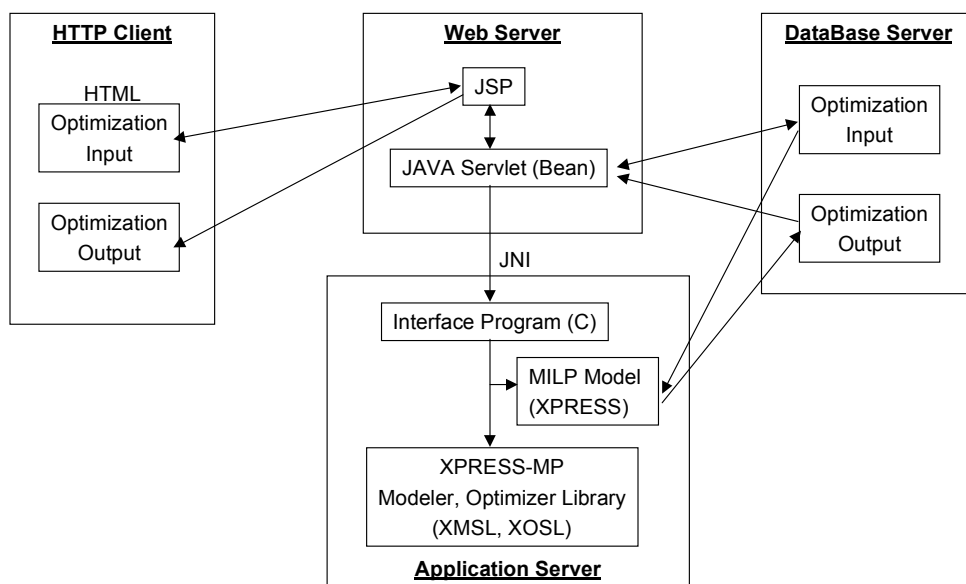 HTTP Client
HTML
Optimization
Input
Optimization
Output
Web Server
JSP
JAVA Servlet (Bean)
DataBase Server
Optimization
Input
Optimization
Output
JNI
Interface Program (C)
MILP Model
(XPRESS)
XPRESS-MP
Modeler, Optimizer Library
(XMSL, XOSL)
Application Server